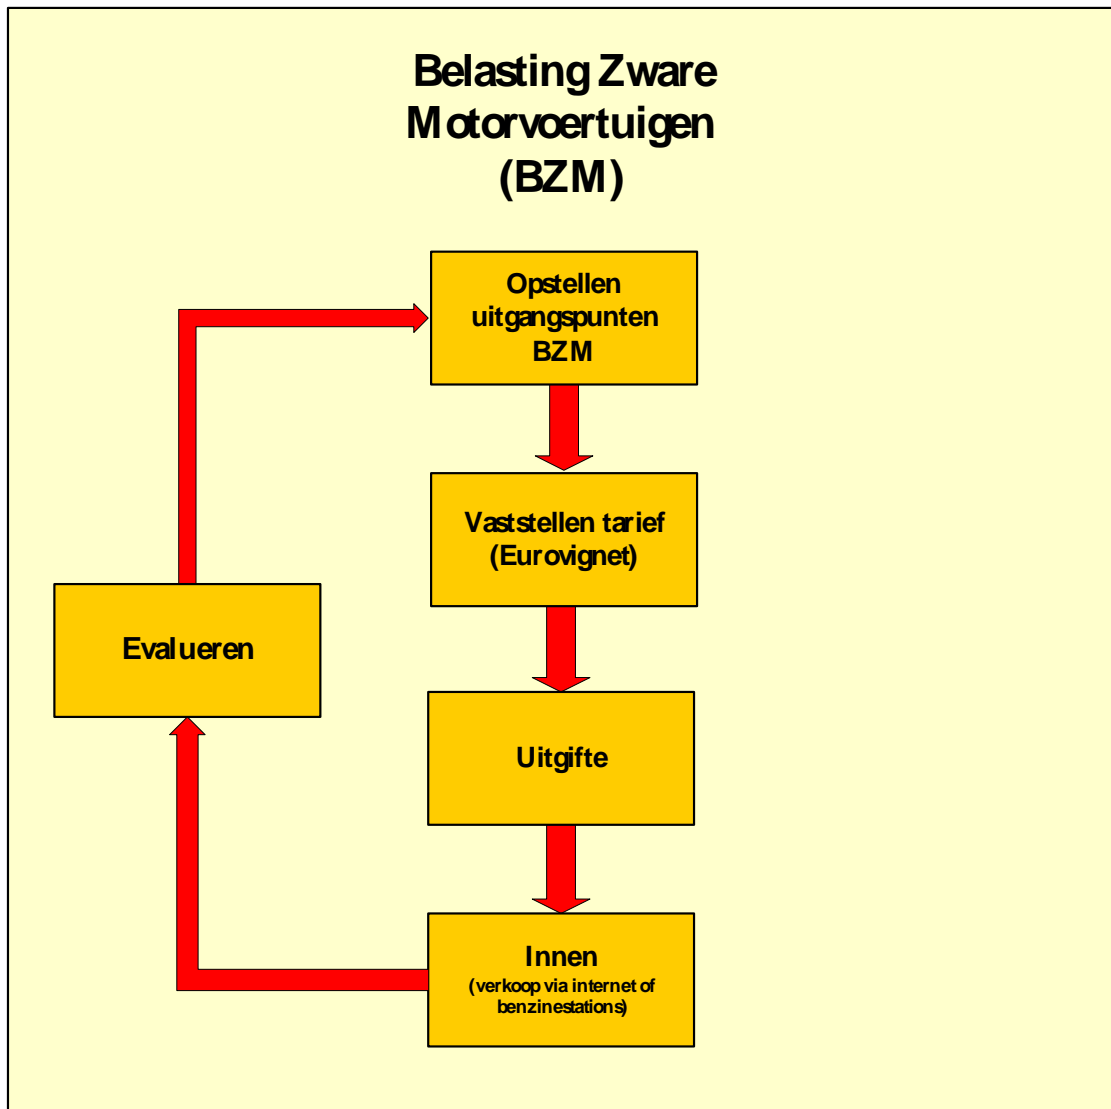 Belasting Zware
Motorvoertuigen
(BZM)
Opstellen
uitgangspunten
BZM
Vaststellen tarief
(Eurovignet)
Evalueren
Uitgifte
Innen
(verkoop via internet of
benzinestations)